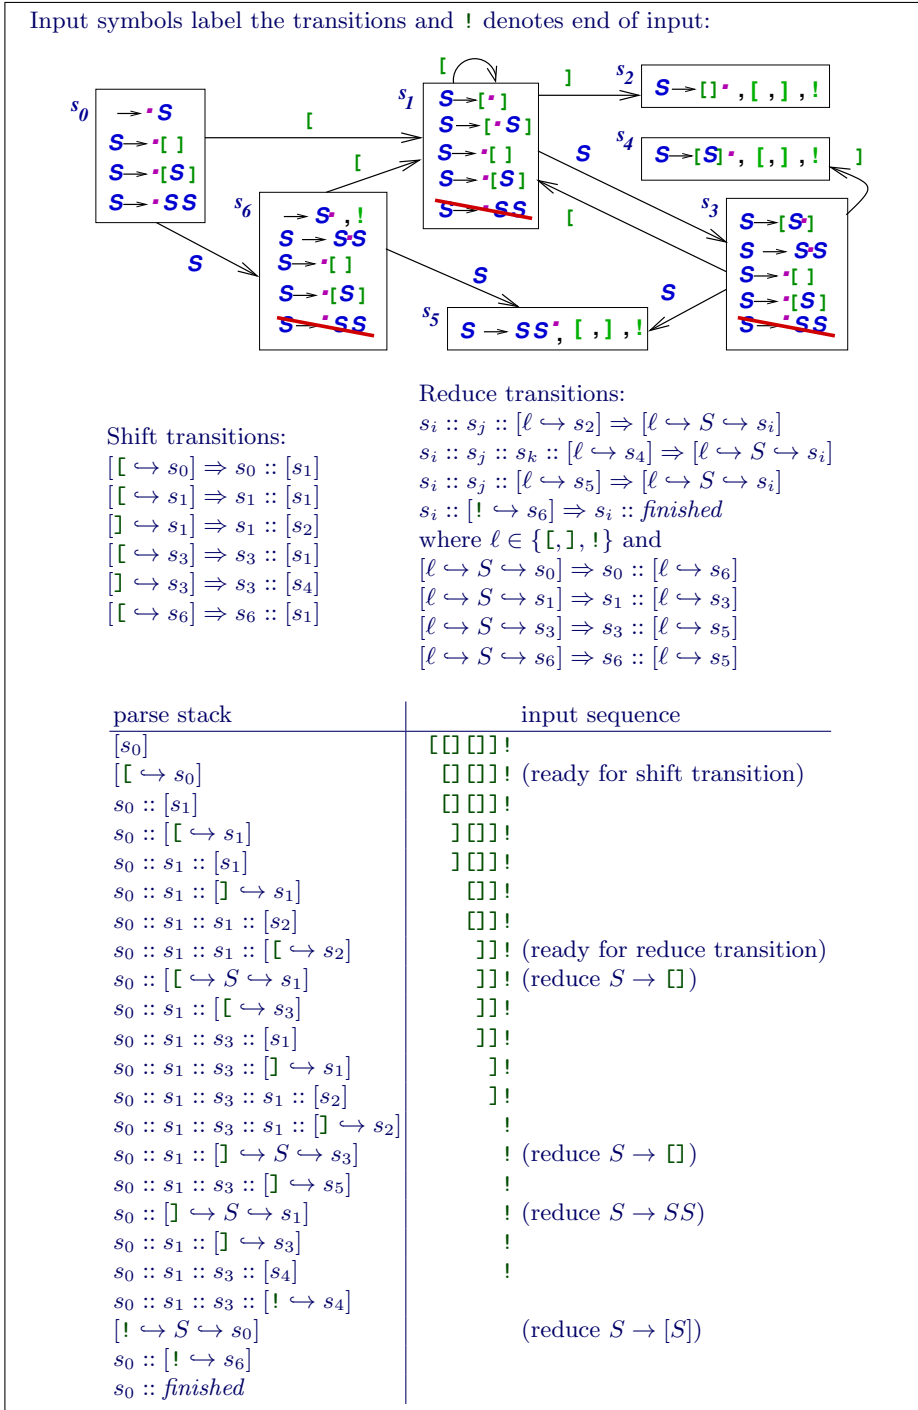 Input symbols label the transitions and ! denotes end of input:
s0
→ ·S
S→ ·[ ]
S→ ·[S]
S→ ·SS
[
S
s6
→ S· , !
S → S·S
S→ ·[ ]
S→ ·[S]
S→ ·SS
[
S
[
s1
S→[·]
S→[·S]
S→ ·[ ]
S→ ·[S]
S→ ·SS
]
S
[
s2
S→[]· , [ , ] , !
s4
S→[S]· , [ , ] , !
]
s3
S→[S·]
S → S·S
S→ ·[ ]
S→ ·[S]
S→ ·SS
S
s5
S → SS· , [ , ] , !
Shift transitions:
[[ ↪ s0] ⇒ s0 :: [s1]
[[ ↪ s1] ⇒ s1 :: [s1]
[] ↪ s1] ⇒ s1 :: [s2]
[[ ↪ s3] ⇒ s3 :: [s1]
[] ↪ s3] ⇒ s3 :: [s4]
[[ ↪ s6] ⇒ s6 :: [s1]
Reduce transitions:
si :: sj :: [ℓ ↪ s2] ⇒ [ℓ ↪ S ↪ si]
si :: sj :: sk :: [ℓ ↪ s4] ⇒ [ℓ ↪ S ↪ si]
si :: sj :: [ℓ ↪ s5] ⇒ [ℓ ↪ S ↪ si]
si :: [! ↪ s6] ⇒ si :: finished
where ℓ ∈ {[, ], !} and
[ℓ ↪ S ↪ s0] ⇒ s0 :: [ℓ ↪ s6]
[ℓ ↪ S ↪ s1] ⇒ s1 :: [ℓ ↪ s3]
[ℓ ↪ S ↪ s3] ⇒ s3 :: [ℓ ↪ s5]
[ℓ ↪ S ↪ s6] ⇒ s6 :: [ℓ ↪ s5]
parse stack input sequence
[s0] [[][]]!
[[ ↪ s0] [][]]! (ready for shift transition)
s0 :: [s1] [][]]!
s0 :: [[ ↪ s1] ][]]!
s0 :: s1 :: [s1] ][]]!
s0 :: s1 :: [] ↪ s1] []]!
s0 :: s1 :: s1 :: [s2] []]!
s0 :: s1 :: s1 :: [[ ↪ s2] ]]! (ready for reduce transition)
s0 :: [[ ↪ S ↪ s1] ]]! (reduce S → [])
s0 :: s1 :: [[ ↪ s3] ]]!
s0 :: s1 :: s3 :: [s1] ]]!
s0 :: s1 :: s3 :: [] ↪ s1] ]!
s0 :: s1 :: s3 :: s1 :: [s2] ]!
s0 :: s1 :: s3 :: s1 :: [] ↪ s2] !
s0 :: s1 :: [] ↪ S ↪ s3] ! (reduce S → [])
s0 :: s1 :: s3 :: [] ↪ s5] !
s0 :: [] ↪ S ↪ s1] ! (reduce S → SS)
s0 :: s1 :: [] ↪ s3] !
s0 :: s1 :: s3 :: [s4] !
s0 :: s1 :: s3 :: [! ↪ s4]
[! ↪ S ↪ s0] (reduce S → [S])
s0 :: [! ↪ s6]
s0 :: finished